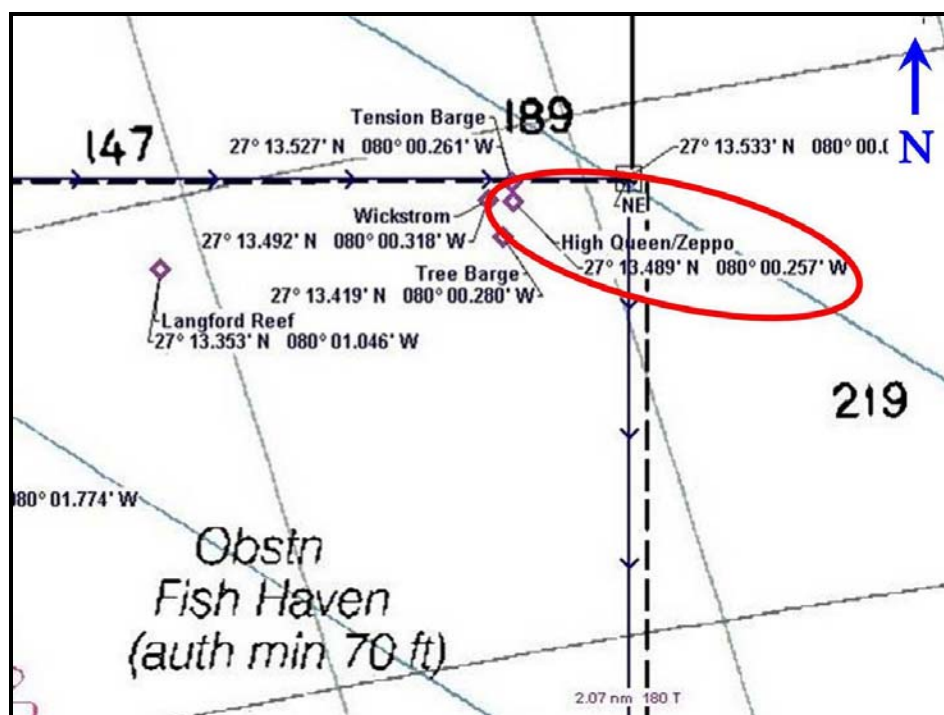 Tension Barge
189
147
27° 13.527' N 080° 00.261' W
27° 13.533' N 080° 00.
N
NE
Wickstrom
High Queen/Zeppo
27° 13.492' N 080° 00.318' W
27° 13.489' N 080° 00.257' W
Tree Barge
27° 13.419' N 080° 00.280' W
Langford Reef
27° 13.353' N 080° 01.046' W
219
080° 01.774' W
Obstn
Fish Haven
(auth min 70 ft)
2.07 nm 180 T